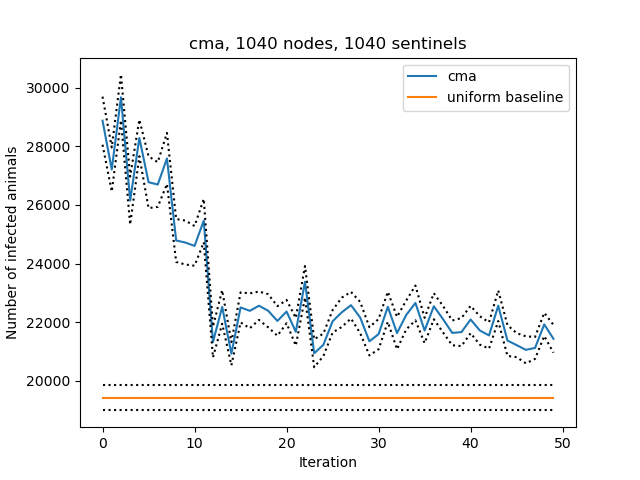 cma, 1040 nodes, 1040 sentinels
cma
uniform baseline
Number of infected animals
30000
28000
26000
24000
22000
20000
0 10 20 30 40 50
Iteration